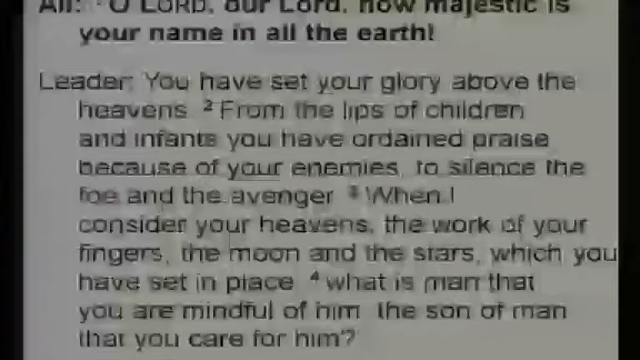 All: ¹ O LORD, our Lord, how majestic is
your name in all the earth!
Leader: You have set your glory above the
heavens. ² From the lips of children
and infants you have ordained praise
because of your enemies, to silence the
foe and the avenger. ³ When I
consider your heavens, the work of your
fingers, the moon and the stars, which you
have set in place ⁴ what is man that
you are mindful of him the son of man
that you care for him?